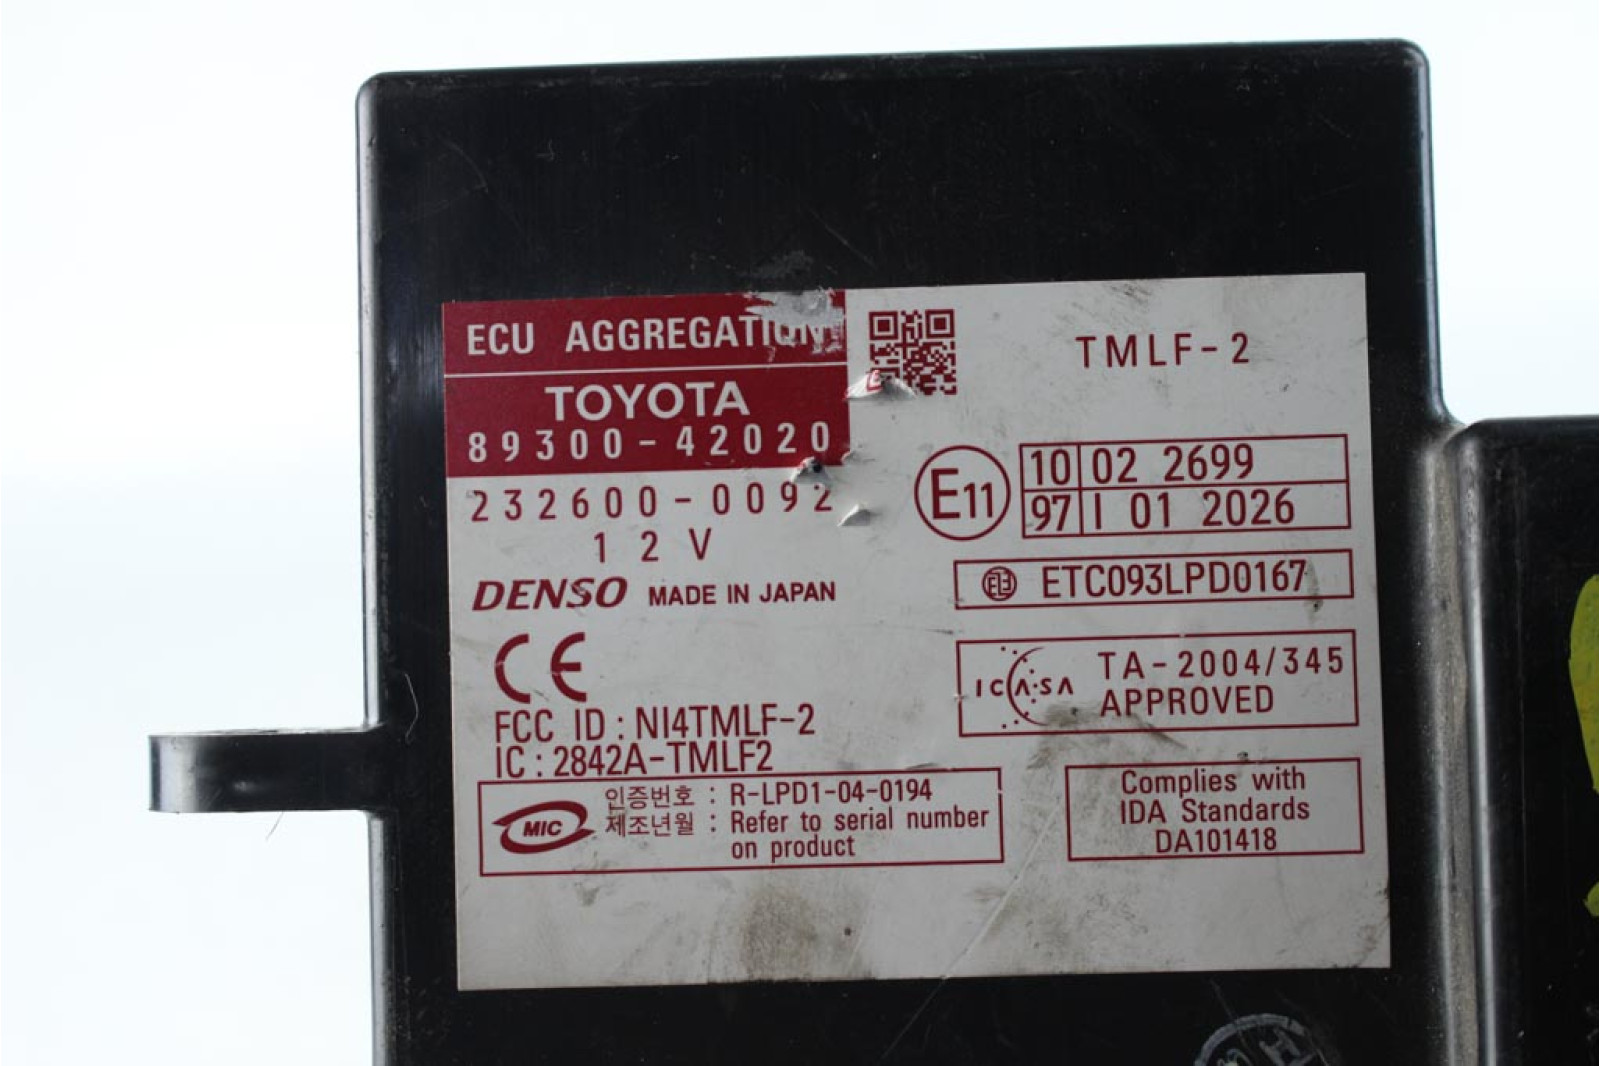 ECU AGGREGATION
TOYOTA
89300-42020
232600-0092
12V
DENSO MADE IN JAPAN
CE
FCC ID : NI4TMLF-2
IC : 2842A-TMLF2
MIC
인증번호 : R-LPD1-04-0194
제조년월 : Refer to serial number
on product
TMLF-2
E11
10 02 2699
97 I 01 2026
ETC093LPD0167
ICASA
TA-2004/345
APPROVED
Complies with
IDA Standards
DA101418